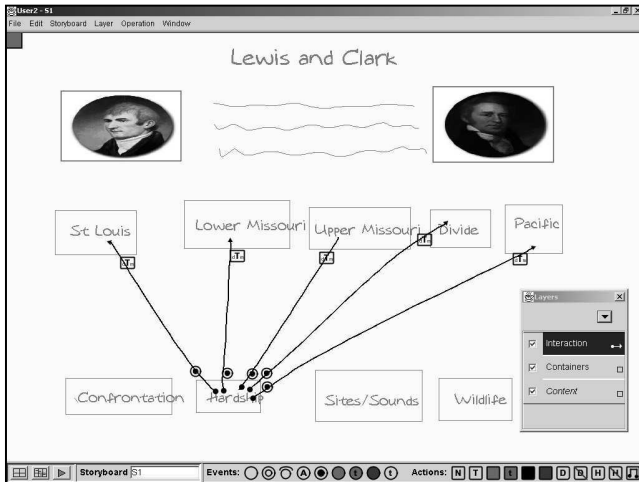 User2 - S1
File Edit Storyboard Layer Operation Window
Lewis and Clark
St Louis Lower Missouri Upper Missouri Divide Pacific
Layers
Interaction
Containers
Content
Confrontation Hardship Sites/Sounds Wildlife
Storyboard S1 Events: A t t Actions: N T t D D H H